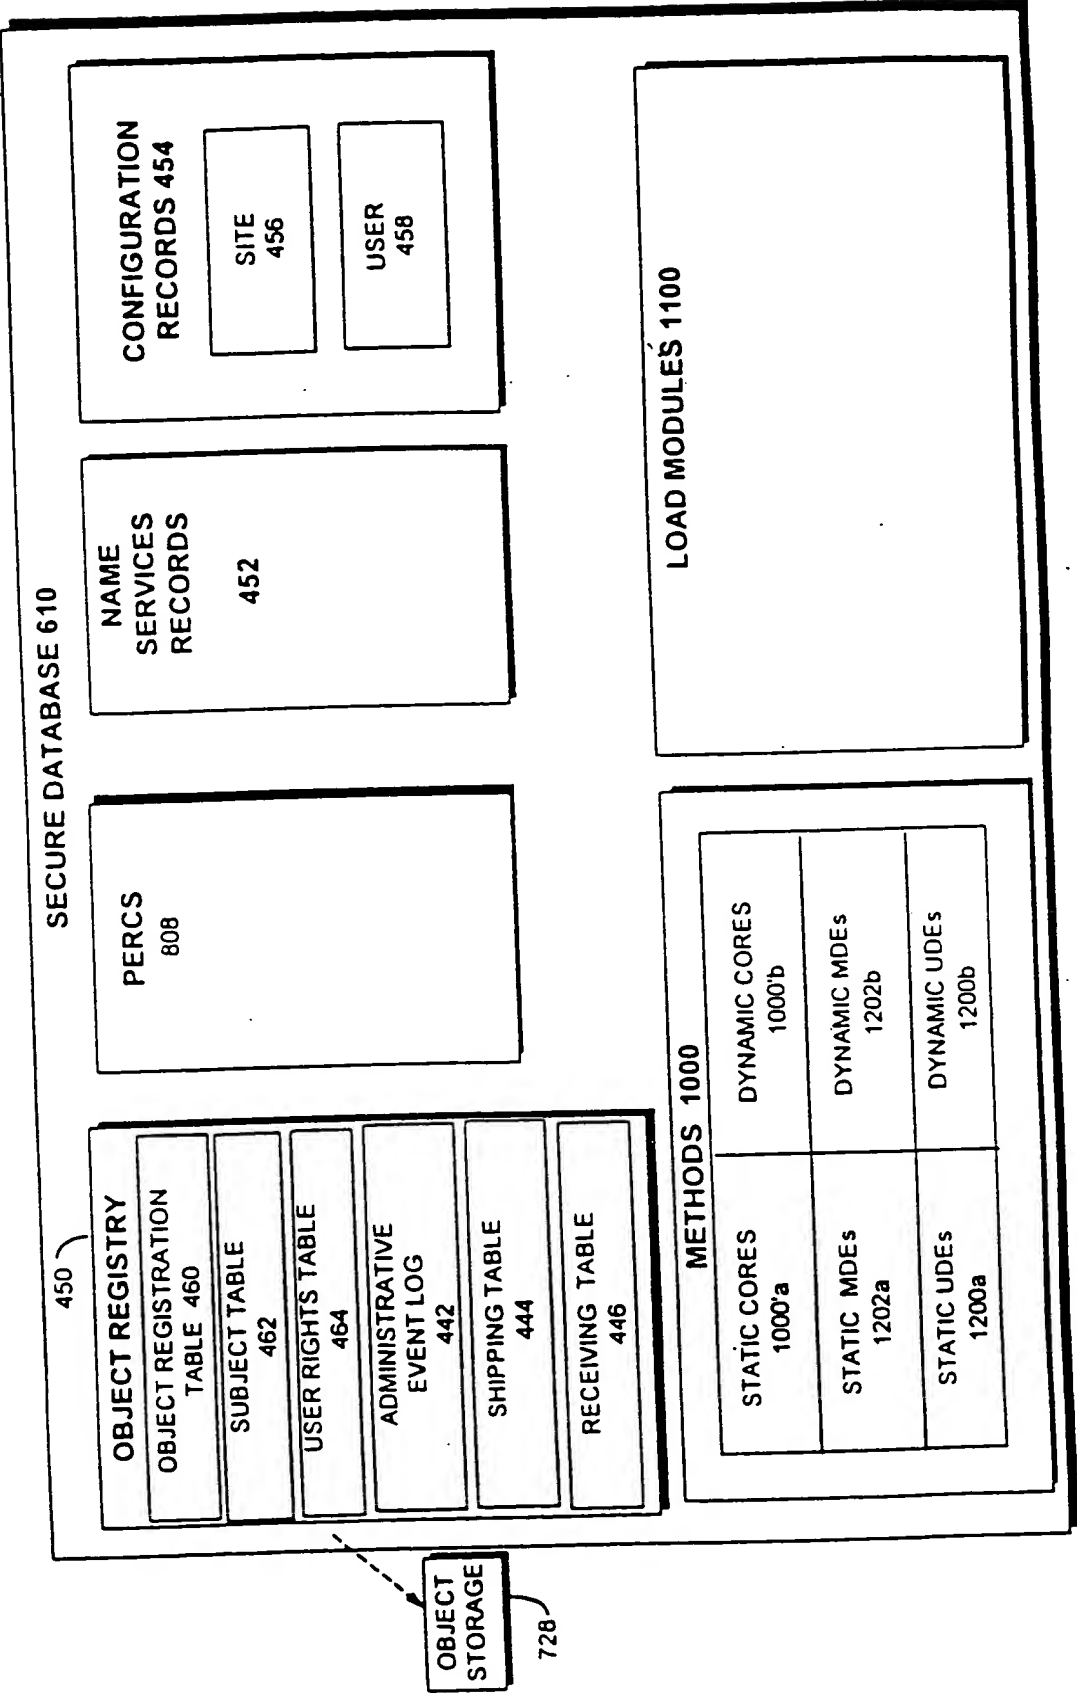 SECURE DATABASE 610
450
OBJECT REGISTRY
OBJECT REGISTRATION
TABLE 460
SUBJECT TABLE
462
USER RIGHTS TABLE
464
ADMINISTRATIVE
EVENT LOG
442
SHIPPING TABLE
444
RECEIVING TABLE
446
PERCS
808
NAME
SERVICES
RECORDS
452
CONFIGURATION
RECORDS 454
SITE
456
USER
458
OBJECT
STORAGE
728
METHODS 1000
STATIC CORES
1000'a
DYNAMIC CORES
1000'b
STATIC MDEs
1202a
DYNAMIC MDEs
1202b
STATIC UDEs
1200a
DYNAMIC UDEs
1200b
LOAD MODULES 1100